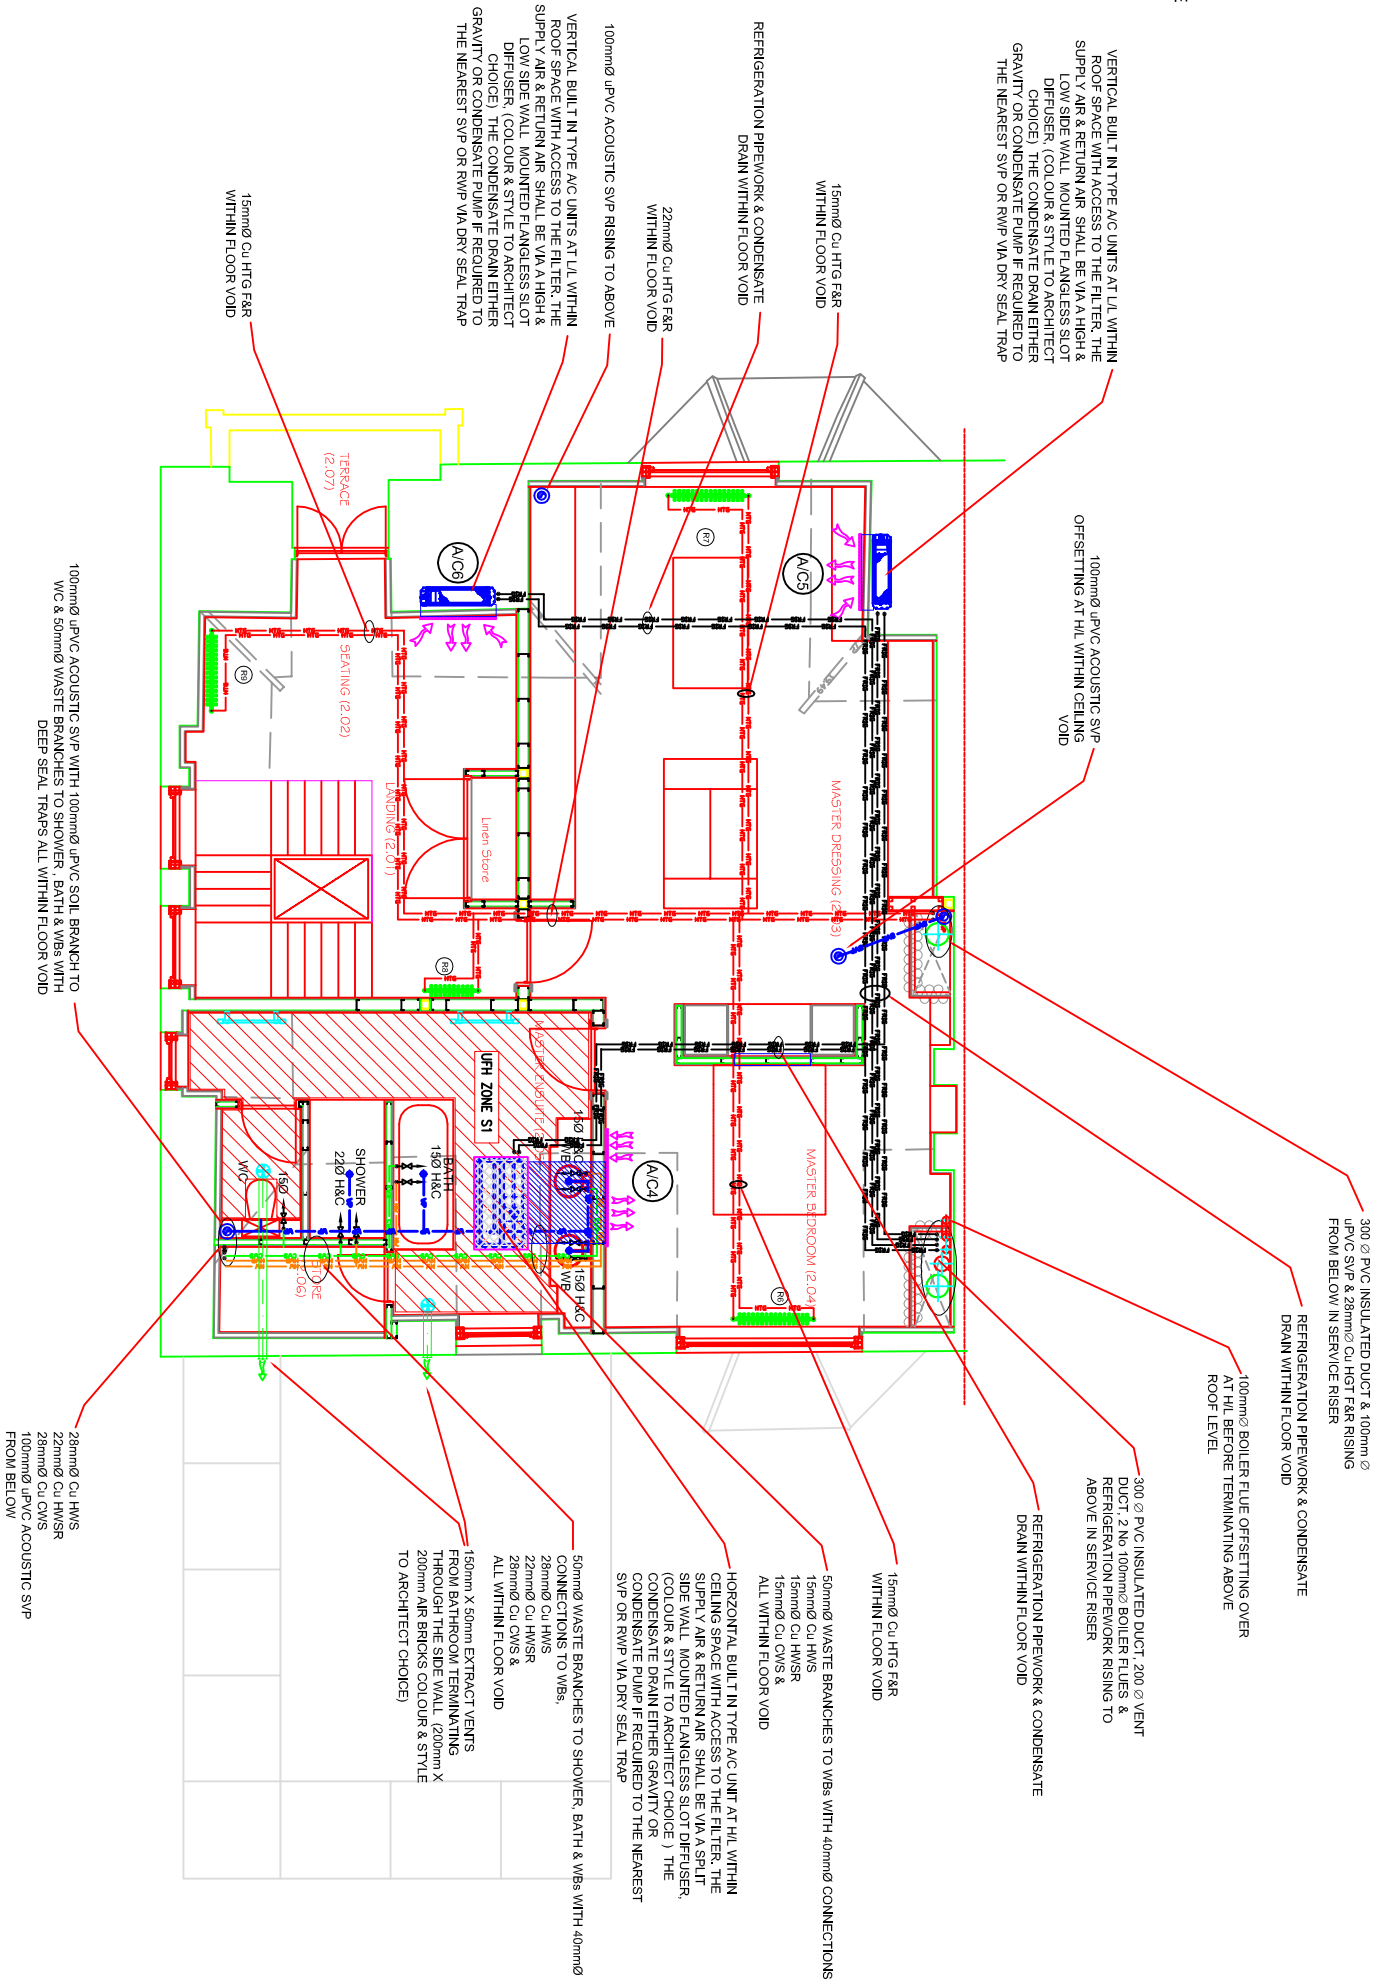 300 Ø PVC INSULATED DUCT & 100mm Ø
uPVC SVP & 28mmØ Cu HGT F&R RISING
FROM BELOW IN SERVICE RISER
REFRIGERATION PIPEWORK & CONDENSATE
DRAIN WITHIN FLOOR VOID
100mmØ BOILER FLUE OFFSETTING OVER
AT H/L BEFORE TERMINATING ABOVE
ROOF LEVEL
300 Ø PVC INSULATED DUCT, 200 Ø VENT
DUCT, 2 No 100mmØ BOILER FLUES &
REFRIGERATION PIPEWORK RISING TO
ABOVE IN SERVICE RISER
REFRIGERATION PIPEWORK & CONDENSATE
DRAIN WITHIN FLOOR VOID
15mmØ Cu HTG F&R
WITHIN FLOOR VOID
50mmØ WASTE BRANCHES TO WBs WITH 40mmØ CONNECTIONS
15mmØ Cu HWS
15mmØ Cu HWSR
15mmØ Cu CWS &
ALL WITHIN FLOOR VOID
HORZONTAL BUILT IN TYPE A/C UNIT AT H/L WITHIN
CEILING SPACE WITH ACCESS TO THE FILTER. THE
SUPPLY AIR & RETURN AIR SHALL BE VIA A SPLIT
SIDE WALL MOUNTED FLANGLESS SLOT DIFFUSER,
(COLOUR & STYLE TO ARCHITECT CHOICE ) THE
CONDENSATE DRAIN EITHER GRAVITY OR
CONDENSATE PUMP IF REQUIRED TO THE NEAREST
SVP OR RWP VIA DRY SEAL TRAP
50mmØ WASTE BRANCHES TO SHOWER, BATH & WBs WITH 40mmØ
CONNECTIONS TO WBs,
28mmØ Cu HWS
22mmØ Cu HWSR
28mmØ Cu CWS &
ALL WITHIN FLOOR VOID
150mm X 50mm EXTRACT VENTS
FROM BATHROOM TERMINATING
THROUGH THE SIDE WALL (200mm X
200mm AIR BRICKS COLOUR & STYLE
TO ARCHITECT CHOICE)
28mmØ Cu HWS
22mmØ Cu HWSR
28mmØ Cu CWS
100mmØ uPVC ACOUSTIC SVP
FROM BELOW
VERTICAL BUILT IN TYPE A/C UNITS AT L/L WITHIN
ROOF SPACE WITH ACCESS TO THE FILTER. THE
SUPPLY AIR & RETURN AIR SHALL BE VIA A HIGH &
LOW SIDE WALL MOUNTED FLANGLESS SLOT
DIFFUSER, (COLOUR & STYLE TO ARCHITECT
CHOICE) THE CONDENSATE DRAIN EITHER
GRAVITY OR CONDENSATE PUMP IF REQUIRED TO
THE NEAREST SVP OR RWP VIA DRY SEAL TRAP
100mmØ uPVC ACOUSTIC SVP
OFFSETTING AT H/L WITHIN CEILING
VOID
15mmØ Cu HTG F&R
WITHIN FLOOR VOID
REFRIGERATION PIPEWORK & CONDENSATE
DRAIN WITHIN FLOOR VOID
22mmØ Cu HTG F&R
WITHIN FLOOR VOID
100mmØ uPVC ACOUSTIC SVP RISING TO ABOVE
VERTICAL BUILT IN TYPE A/C UNITS AT L/L WITHIN
ROOF SPACE WITH ACCESS TO THE FILTER. THE
SUPPLY AIR & RETURN AIR SHALL BE VIA A HIGH &
LOW SIDE WALL MOUNTED FLANGLESS SLOT
DIFFUSER, (COLOUR & STYLE TO ARCHITECT
CHOICE) THE CONDENSATE DRAIN EITHER
GRAVITY OR CONDENSATE PUMP IF REQUIRED TO
THE NEAREST SVP OR RWP VIA DRY SEAL TRAP
15mmØ Cu HTG F&R
WITHIN FLOOR VOID
100mmØ uPVC ACOUSTIC SVP WITH 100mmØ uPVC SOIL BRANCH TO
WC & 50mmØ WASTE BRANCHES TO SHOWER , BATH & WBs WITH
DEEP SEAL TRAPS ALL WITHIN FLOOR VOID
A/C5
A/C6
A/C4
R7
R9
R8
R6
MASTER DRESSING
MASTER BEDROOM (2.04)
TERRACE
(2.07)
SEATING (2.02)
LANDING (2.01)
Linen Store
MASTER ENSUITE
UFH ZONE S1
BATH
15Ø H&C
SHOWER
22Ø H&C
WC
15Ø
15Ø H&C
WB
15Ø H&C
WB
STORE